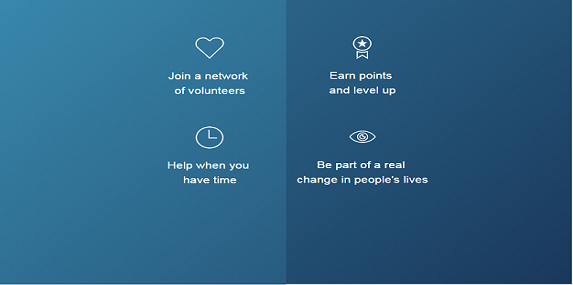 Join a network
of volunteers
Earn points
and level up
Help when you
have time
Be part of a real
change in people's lives